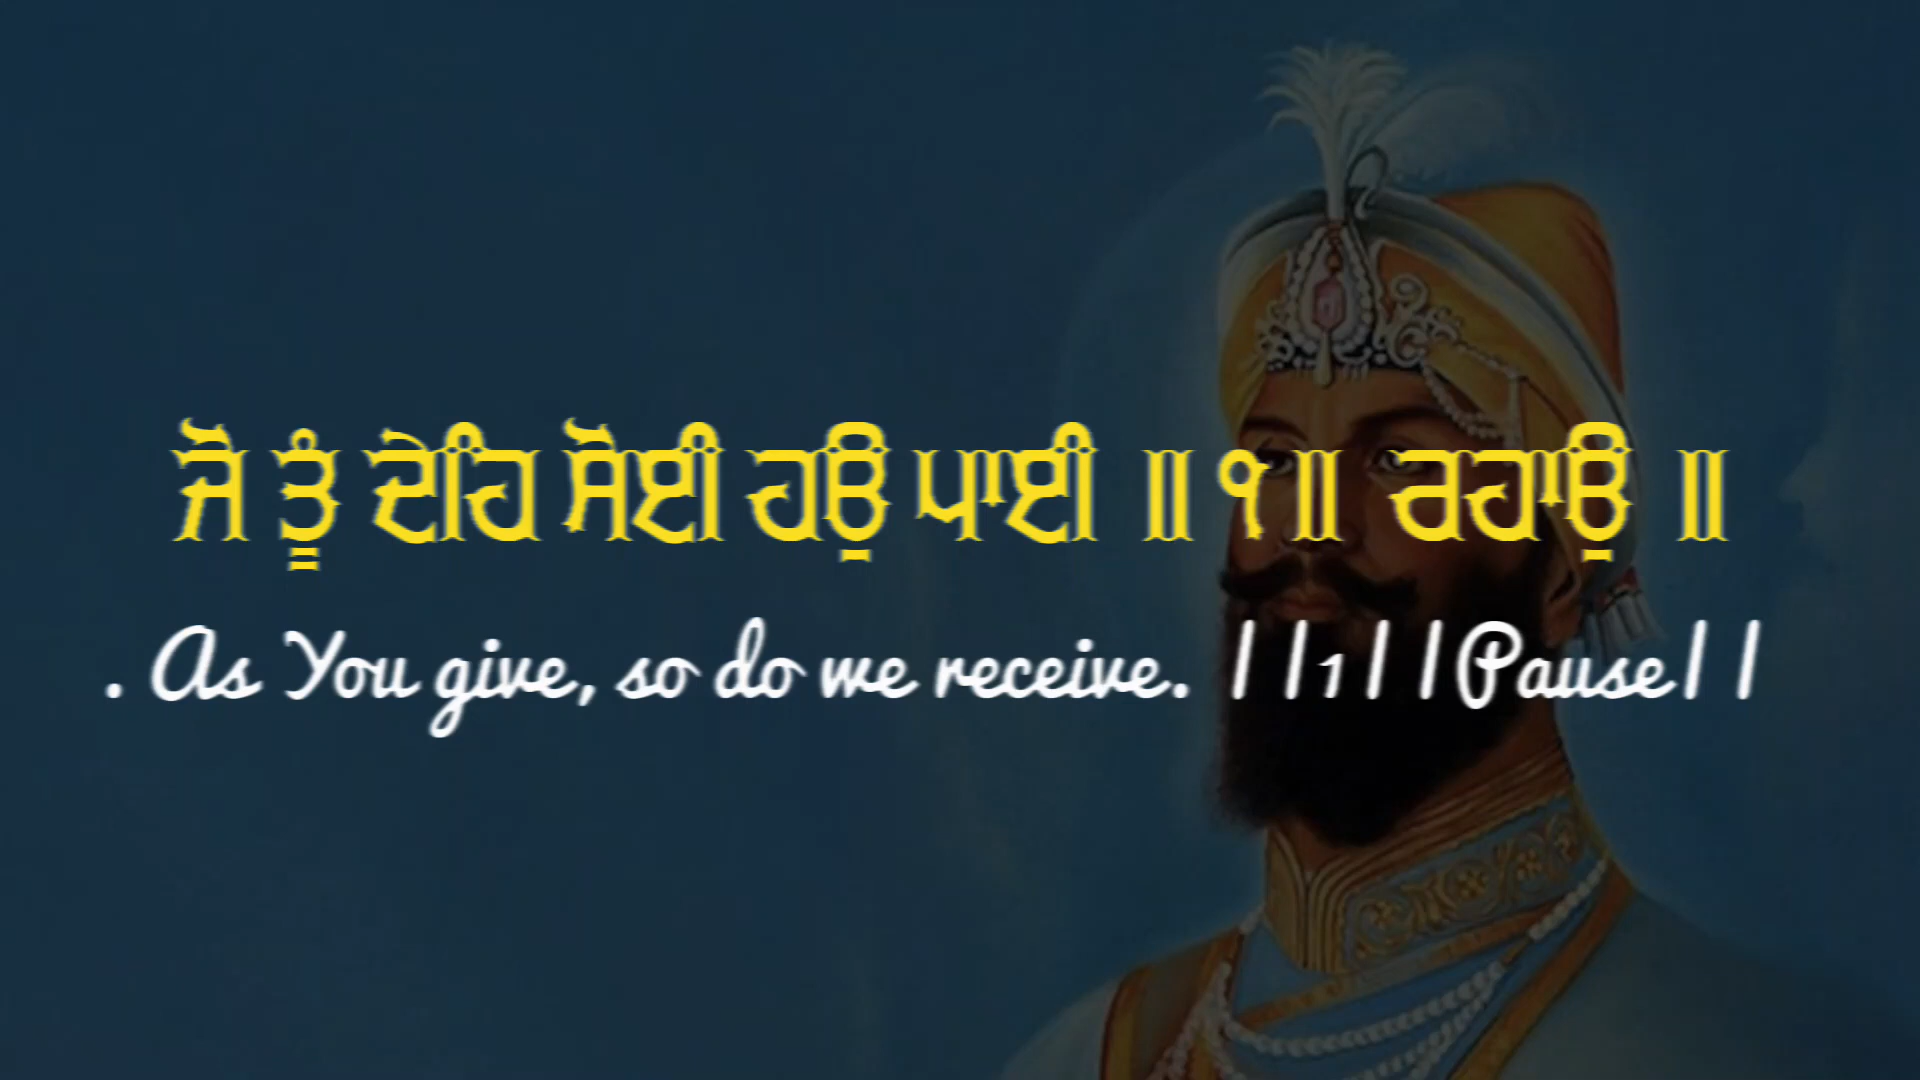 ਜੋ ਤੂੰ ਦੇਹਿ ਸੋਈ ਹਉ ਪਾਈ ॥੧॥ ਰਹਾਉ ॥
. As You give, so do we receive. ||1||Pause||